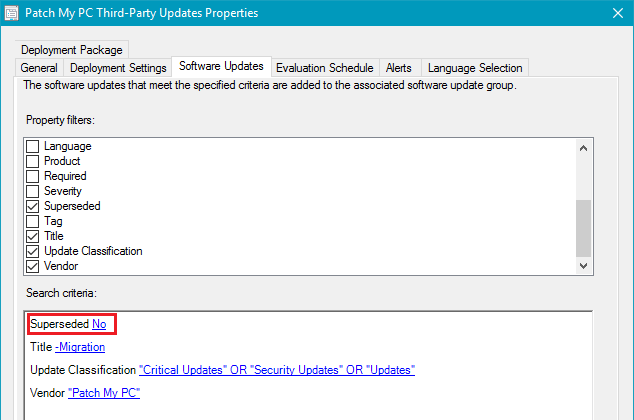 Patch My PC Third-Party Updates Properties
Deployment Package
General Deployment Settings Software Updates Evaluation Schedule Alerts Language Selection
The software updates that meet the specified criteria are added to the associated software update group.
Property filters:
Language
Product
Required
Severity
Superseded
Tag
Title
Update Classification
Vendor
Search criteria:
Superseded No
Title -Migration
Update Classification "Critical Updates" OR "Security Updates" OR "Updates"
Vendor "Patch My PC"